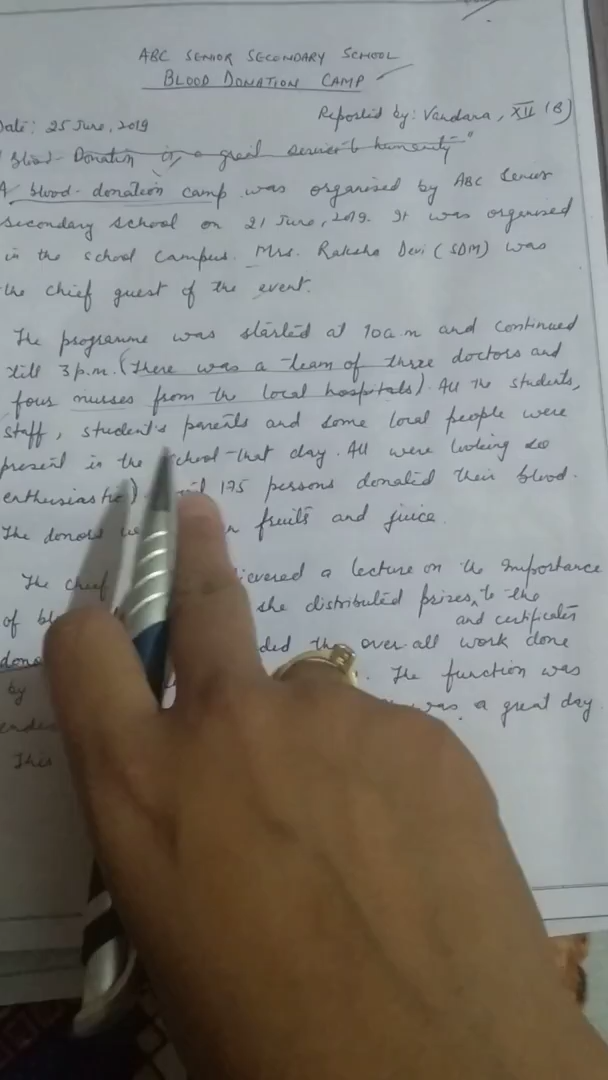 ABC SENIOR SECONDARY SCHOOL
BLOOD DONATION CAMP
Reported by: Vandana, XII (B)
Date: 25 June, 2019
"Blood Donation is a great service to humanity"
A blood-donation camp was organised by ABC Senior
Secondary School on 21 June, 2019. It was organised
in the school campus. Mrs. Raksha Devi (SDM) was
the chief guest of the event.
The programme was started at 10 a.m and continued
till 3 p.m. (There was a team of three doctors and
four nurses from the local hospitals). All the students,
staff, student's parents and some local people were
present in the school that day. All were looking so
enthusiastic) 175 persons donated their blood.
The donors fruits and juice.
The chief a lecture on the importance
of she distributed prizes to the
and certificates
the over-all work done
by . The function was
was a great day.
This